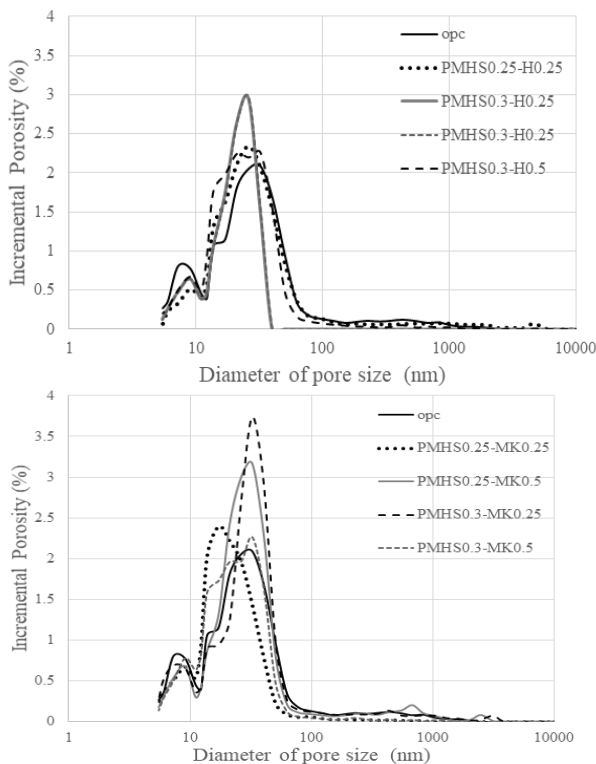 4
3.5
3
2.5
2
1.5
1
0.5
0
Incremental Porosity (%)
opc
PMHS0.25-H0.25
PMHS0.3-H0.25
PMHS0.3-H0.25
PMHS0.3-H0.5
1 10 100 1000 10000
Diameter of pore size (nm)
4
3.5
3
2.5
2
1.5
1
0.5
0
Incremental Porosity (%)
opc
PMHS0.25-MK0.25
PMHS0.25-MK0.5
PMHS0.3-MK0.25
PMHS0.3-MK0.5
1 10 100 1000 10000
Diameter of pore size (nm)